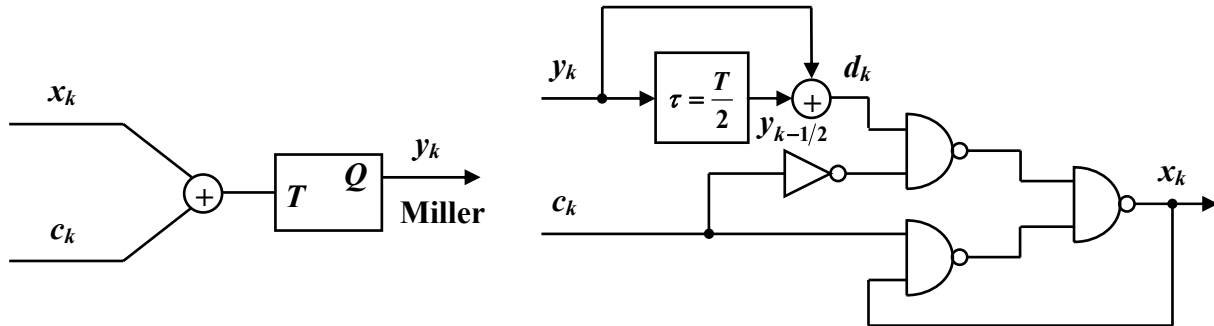 x_k
c_k
+
T
Q
y_k
Miller
y_k
τ = T/2
y_{k−1/2}
+
d_k
c_k
x_k